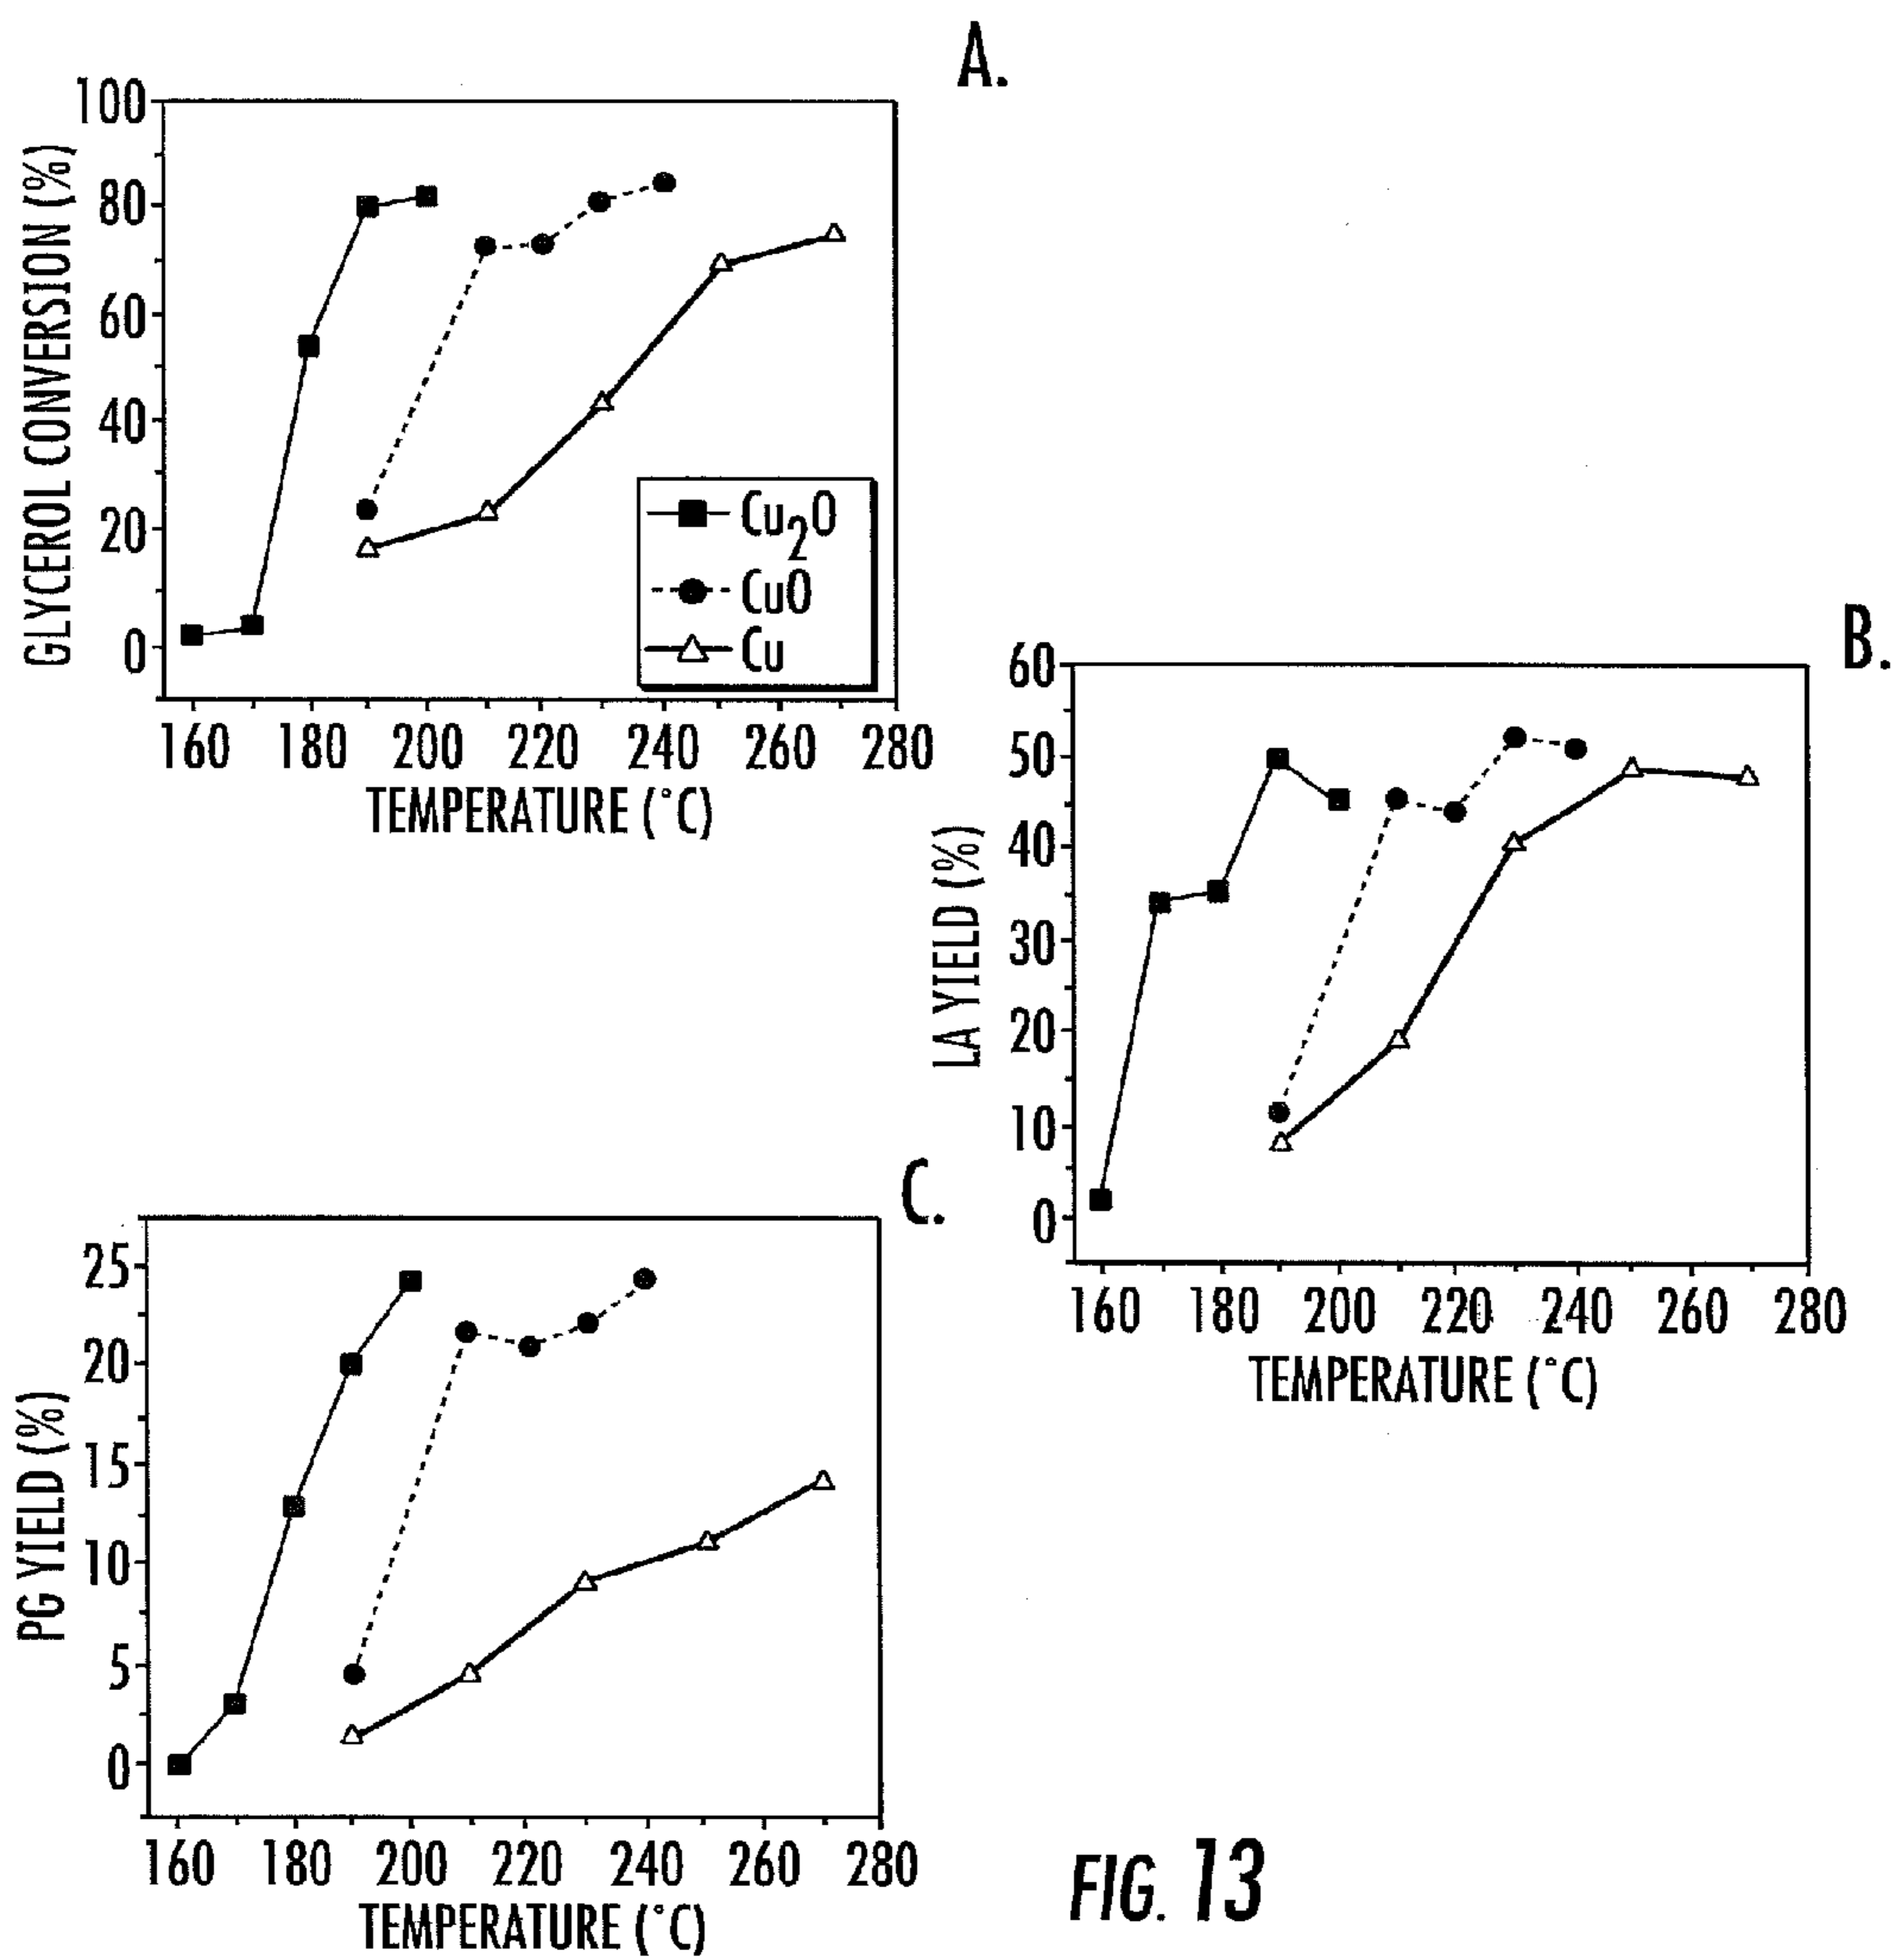 A.
GLYCEROL CONVERSION (%)
100
80
60
40
20
0
Cu2O
CuO
Cu
160 180 200 220 240 260 280
TEMPERATURE (°C)
B.
LA YIELD (%)
60
50
40
30
20
10
0
160 180 200 220 240 260 280
TEMPERATURE (°C)
C.
PG YIELD (%)
25
20
15
10
5
0
160 180 200 220 240 260 280
TEMPERATURE (°C)
FIG. 13